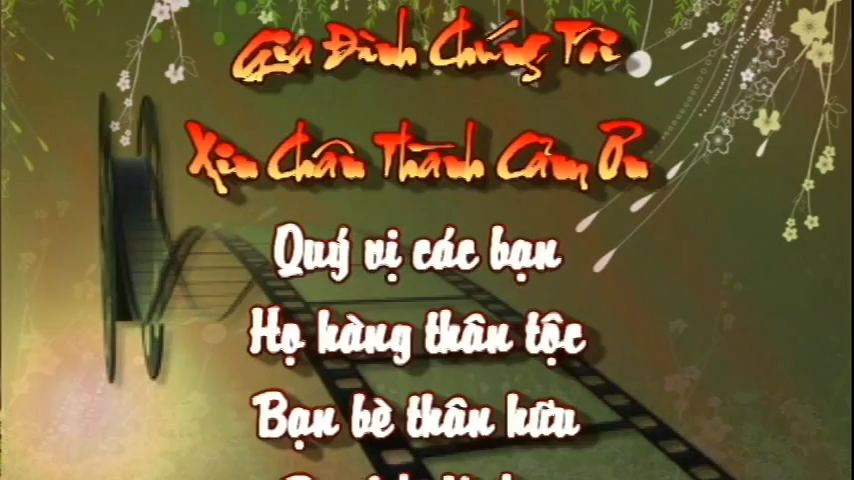 Gia Đình Chúng Tôi
Xin Chân Thành Cảm Ơn
Quý vị các bạn
Họ hàng thân tộc
Bạn bè thân hữu